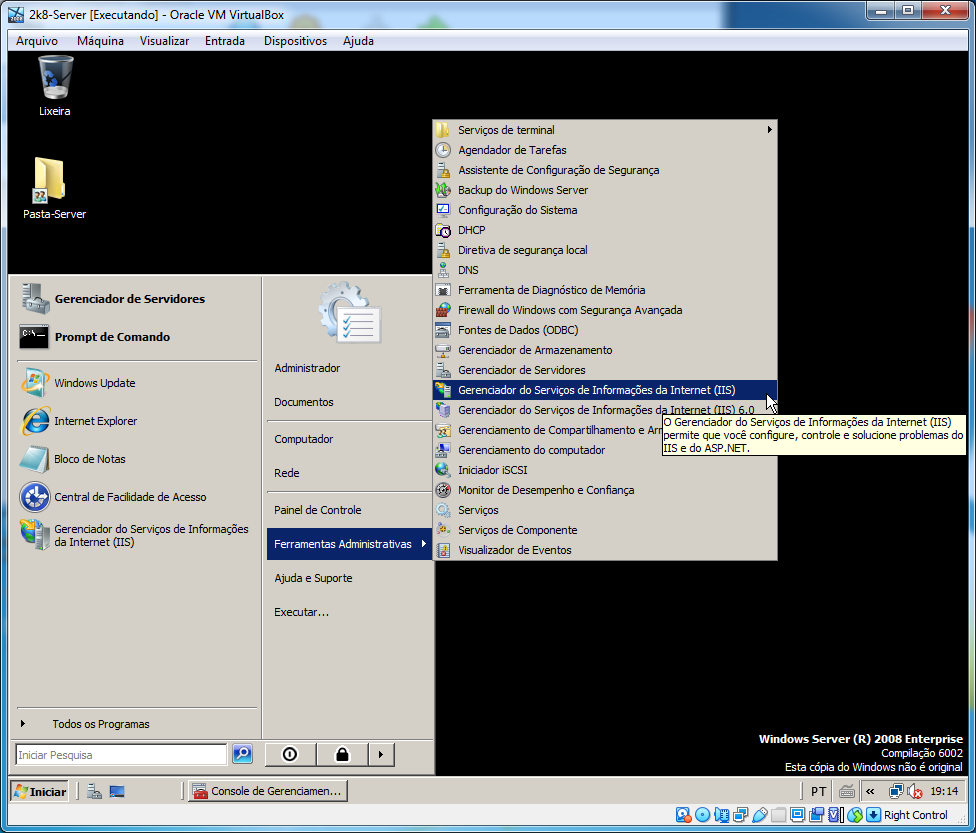 2k8-Server [Executando] - Oracle VM VirtualBox
Arquivo Máquina Visualizar Entrada Dispositivos Ajuda
Lixeira
Pasta-Server
Serviços de terminal
Agendador de Tarefas
Assistente de Configuração de Segurança
Backup do Windows Server
Configuração do Sistema
DHCP
Diretiva de segurança local
DNS
Ferramenta de Diagnóstico de Memória
Firewall do Windows com Segurança Avançada
Fontes de Dados (ODBC)
Gerenciador de Armazenamento
Gerenciador de Servidores
Gerenciador do Serviços de Informações da Internet (IIS)
Gerenciador do Serviços de Informações da Internet (IIS) 6.0
Gerenciamento de Compartilhamento e Arm
Gerenciamento do computador
Iniciador iSCSI
Monitor de Desempenho e Confiança
Serviços
Serviços de Componente
Visualizador de Eventos
O Gerenciador do Serviços de Informações da Internet (IIS)
permite que você configure, controle e solucione problemas do
IIS e do ASP.NET.
Gerenciador de Servidores
Prompt de Comando
Windows Update
Internet Explorer
Bloco de Notas
Central de Facilidade de Acesso
Gerenciador do Serviços de Informações
da Internet (IIS)
Todos os Programas
Iniciar Pesquisa
Administrador
Documentos
Computador
Rede
Painel de Controle
Ferramentas Administrativas
Ajuda e Suporte
Executar...
Windows Server (R) 2008 Enterprise
Compilação 6002
Esta cópia do Windows não é original
Iniciar
Console de Gerenciamen...
PT
19:14
Right Control